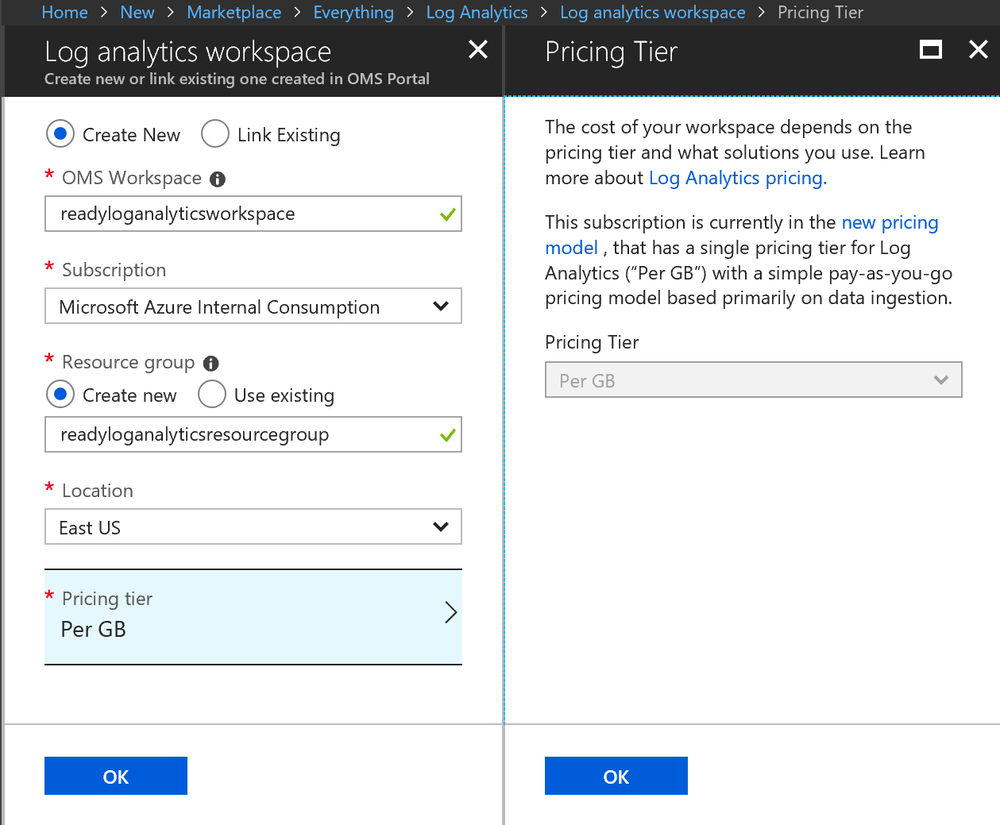 Home > New > Marketplace > Everything > Log Analytics > Log analytics workspace > Pricing Tier
Log analytics workspace
Create new or link existing one created in OMS Portal
Create New
Link Existing
* OMS Workspace
readyloganalyticsworkspace
* Subscription
Microsoft Azure Internal Consumption
* Resource group
Create new
Use existing
readyloganalyticsresourcegroup
* Location
East US
* Pricing tier
Per GB
OK
Pricing Tier
The cost of your workspace depends on the
pricing tier and what solutions you use. Learn
more about Log Analytics pricing.
This subscription is currently in the new pricing
model , that has a single pricing tier for Log
Analytics (“Per GB”) with a simple pay-as-you-go
pricing model based primarily on data ingestion.
Pricing Tier
Per GB
OK